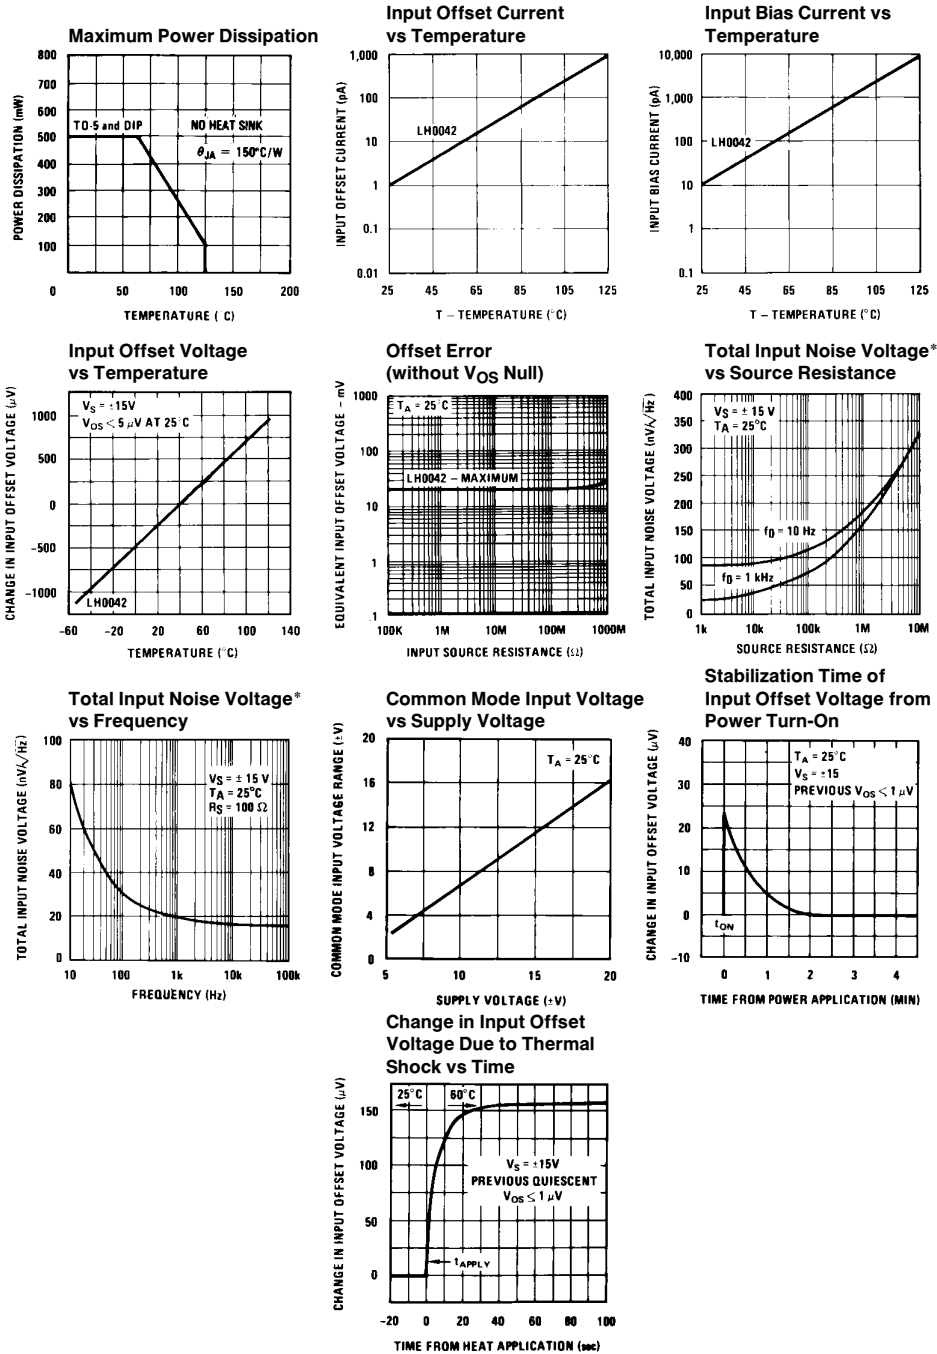 Maximum Power Dissipation
800
700
600
500
400
300
200
100
0
50
100
150
200
POWER DISSIPATION (mW)
TO-5 and DIP
NO HEAT SINK
θJA = 150°C/W
TEMPERATURE (°C)
Input Offset Current
vs Temperature
1,000
100
10
1
0.1
0.01
INPUT OFFSET CURRENT (pA)
LH0042
25
45
65
85
105
125
T – TEMPERATURE (°C)
Input Bias Current vs
Temperature
10,000
1,000
100
10
1
0.1
INPUT BIAS CURRENT (pA)
LH0042
25
45
65
85
105
125
T – TEMPERATURE (°C)
Input Offset Voltage
vs Temperature
CHANGE IN INPUT OFFSET VOLTAGE (μV)
1000
500
0
-500
-1000
VS = ±15V
VOS < 5 μV AT 25°C
LH0042
-60
-20
20
60
100
140
TEMPERATURE (°C)
Offset Error
(without VOS Null)
EQUIVALENT INPUT OFFSET VOLTAGE – mV
1000
100
10
1
.1
TA = 25°C
LH0042 – MAXIMUM
100K
1M
10M
100M
1000M
INPUT SOURCE RESISTANCE (Ω)
Total Input Noise Voltage*
vs Source Resistance
TOTAL INPUT NOISE VOLTAGE (nV/√Hz)
400
350
300
250
200
150
100
50
0
VS = ± 15 V
TA = 25°C
fO = 10 Hz
fO = 1 kHz
1k
10k
100k
1M
10M
SOURCE RESISTANCE (Ω)
Total Input Noise Voltage*
vs Frequency
TOTAL INPUT NOISE VOLTAGE (nV/√Hz)
100
80
60
40
20
0
VS = ± 15 V
TA = 25°C
RS = 100 Ω
10
100
1k
10k
100k
FREQUENCY (Hz)
Common Mode Input Voltage
vs Supply Voltage
COMMON MODE INPUT VOLTAGE RANGE (±V)
20
16
12
8
4
0
TA = 25°C
5
10
15
20
SUPPLY VOLTAGE (±V)
Stabilization Time of
Input Offset Voltage from
Power Turn-On
CHANGE IN INPUT OFFSET VOLTAGE (μV)
40
30
20
10
0
-10
TA = 25°C
VS = ±15
PREVIOUS VOS < 1 μV
tON
0
1
2
3
4
TIME FROM POWER APPLICATION (MIN)
Change in Input Offset
Voltage Due to Thermal
Shock vs Time
CHANGE IN INPUT OFFSET VOLTAGE (μV)
150
100
50
0
25°C
60°C
VS = ±15V
PREVIOUS QUIESCENT
VOS ≤ 1 μV
tAPPLY
-20
0
20
40
60
80
100
TIME FROM HEAT APPLICATION (sec)